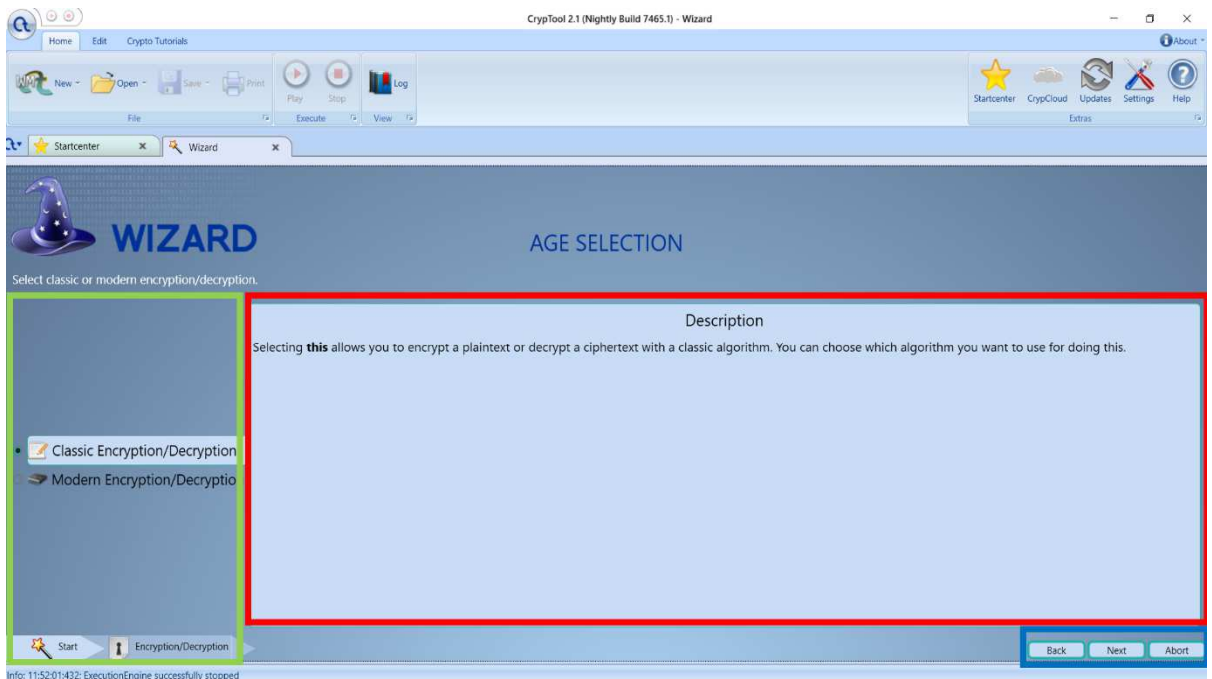 CrypTool 2.1 (Nightly Build 7465.1) - Wizard
Home Edit Crypto Tutorials
About
New Open Save Print Play Stop Log
Startcenter CrypCloud Updates Settings Help
File Execute View Extras
Startcenter Wizard
WIZARD
AGE SELECTION
Select classic or modern encryption/decryption.
Description
Selecting this allows you to encrypt a plaintext or decrypt a ciphertext with a classic algorithm. You can choose which algorithm you want to use for doing this.
Classic Encryption/Decryption
Modern Encryption/Decryptio
Start Encryption/Decryption
Back Next Abort
Info: 11:52:01:432: ExecutionEngine successfully stopped